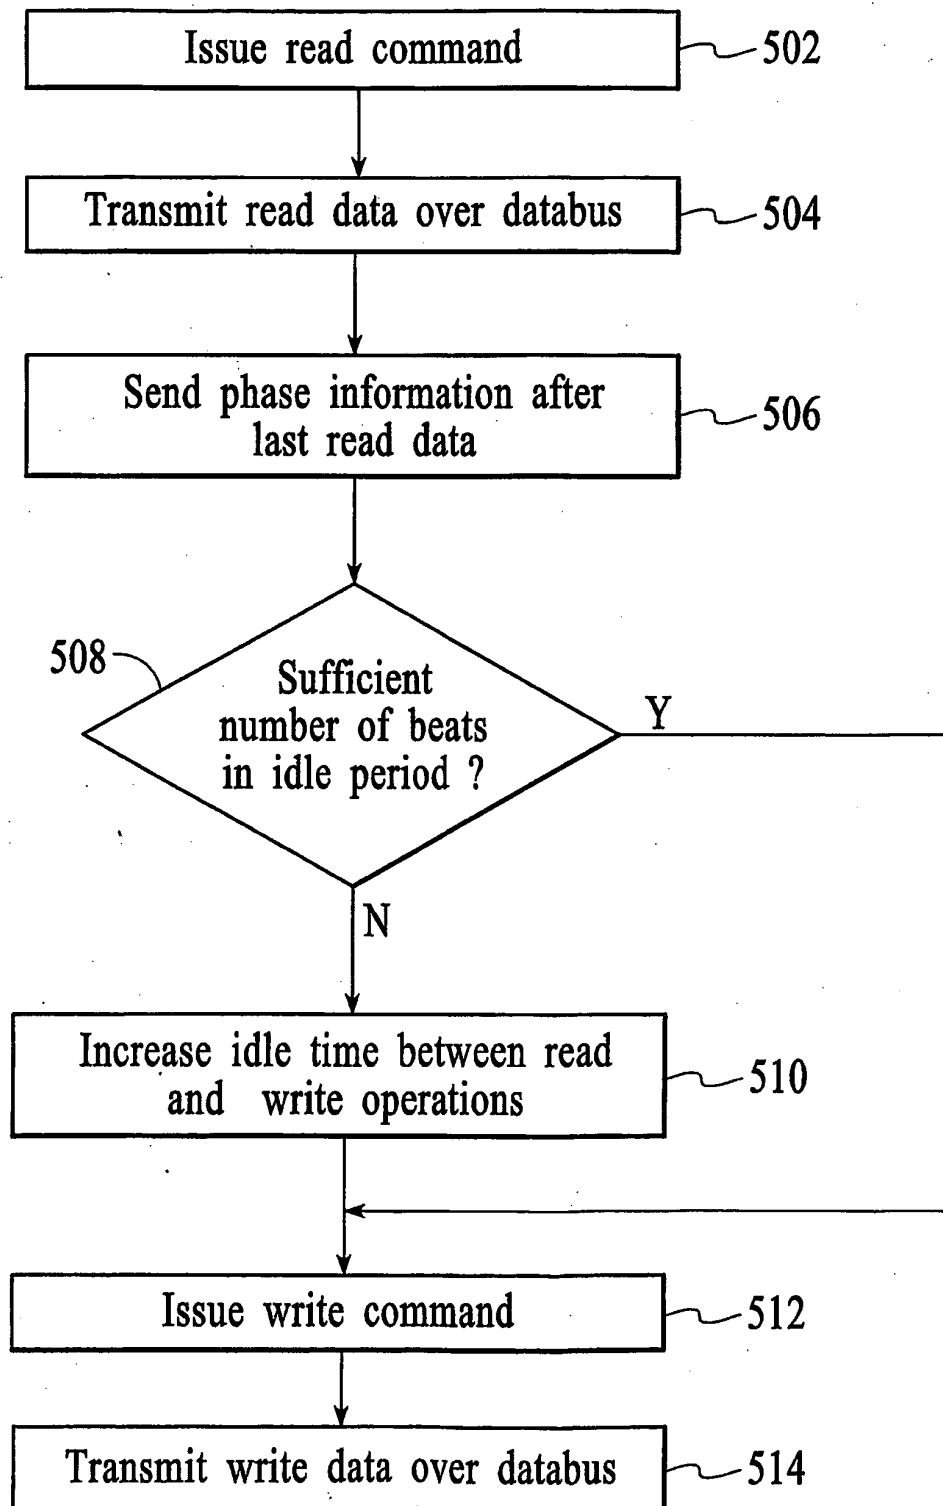 Issue read command
502
Transmit read data over databus
504
Send phase information after
last read data
506
508
Sufficient
number of beats
in idle period ?
Y
N
Increase idle time between read
and write operations
510
Issue write command
512
Transmit write data over databus
514